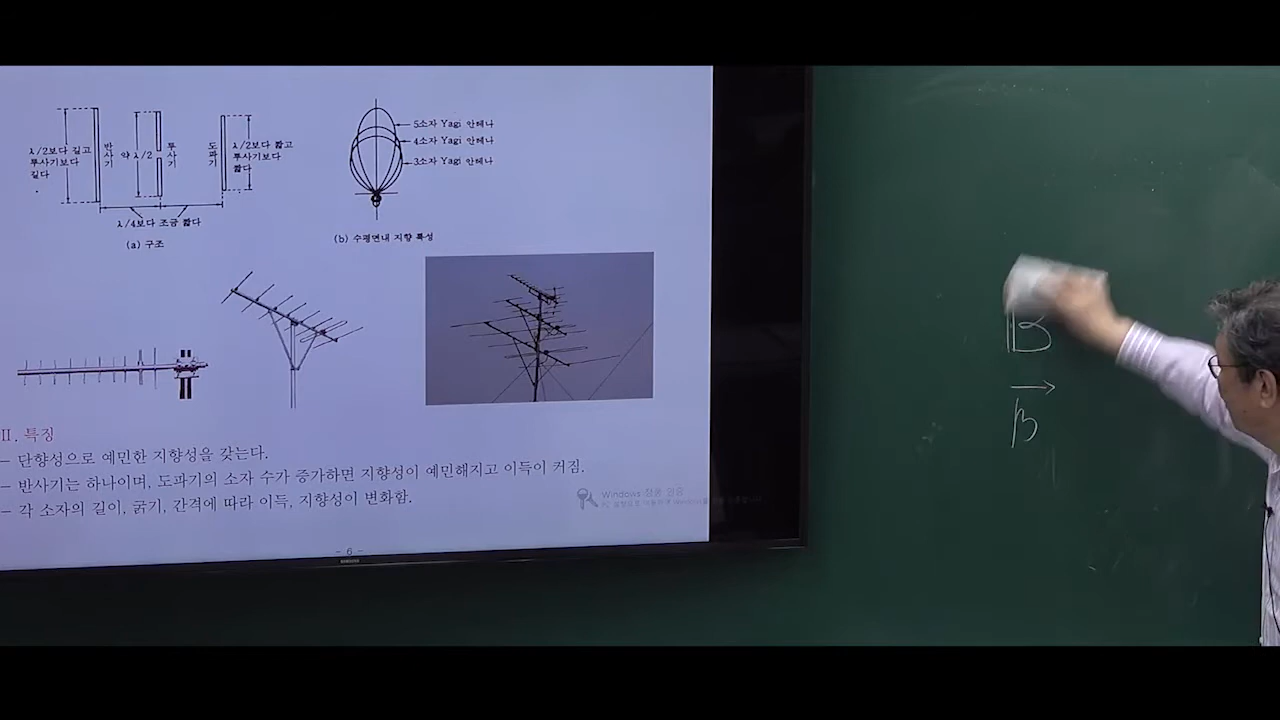 λ/2보다 길고
투사기보다
길다
반사기
약 λ/2
투사기
도파기
λ/2보다 짧고
투사기보다
짧다
λ/4보다 조금 짧다
(a) 구조
5소자 Yagi 안테나
4소자 Yagi 안테나
3소자 Yagi 안테나
(b) 수평면내 지향 특성
Ⅱ. 특징
- 단향성으로 예민한 지향성을 갖는다.
- 반사기는 하나이며, 도파기의 소자 수가 증가하면 지향성이 예민해지고 이득이 커짐.
- 각 소자의 길이, 굵기, 간격에 따라 이득, 지향성이 변화함.
Windows 정품 인증
- 6 -
SAMSUNG
B
B